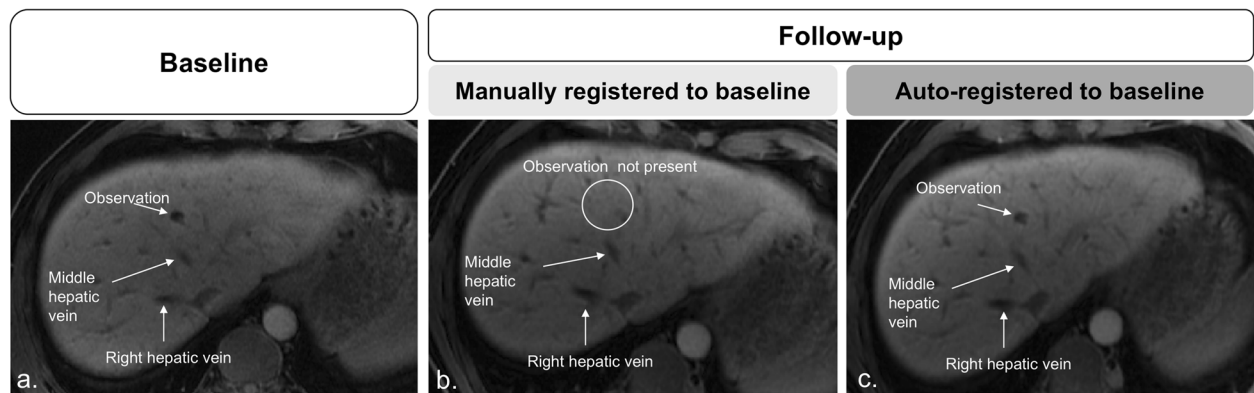 Baseline
Follow-up
Manually registered to baseline
Auto-registered to baseline
Observation
Middle
hepatic
vein
Right hepatic vein
a.
Observation not present
Middle
hepatic
vein
Right hepatic vein
b.
Observation
Middle
hepatic
vein
Right hepatic vein
c.